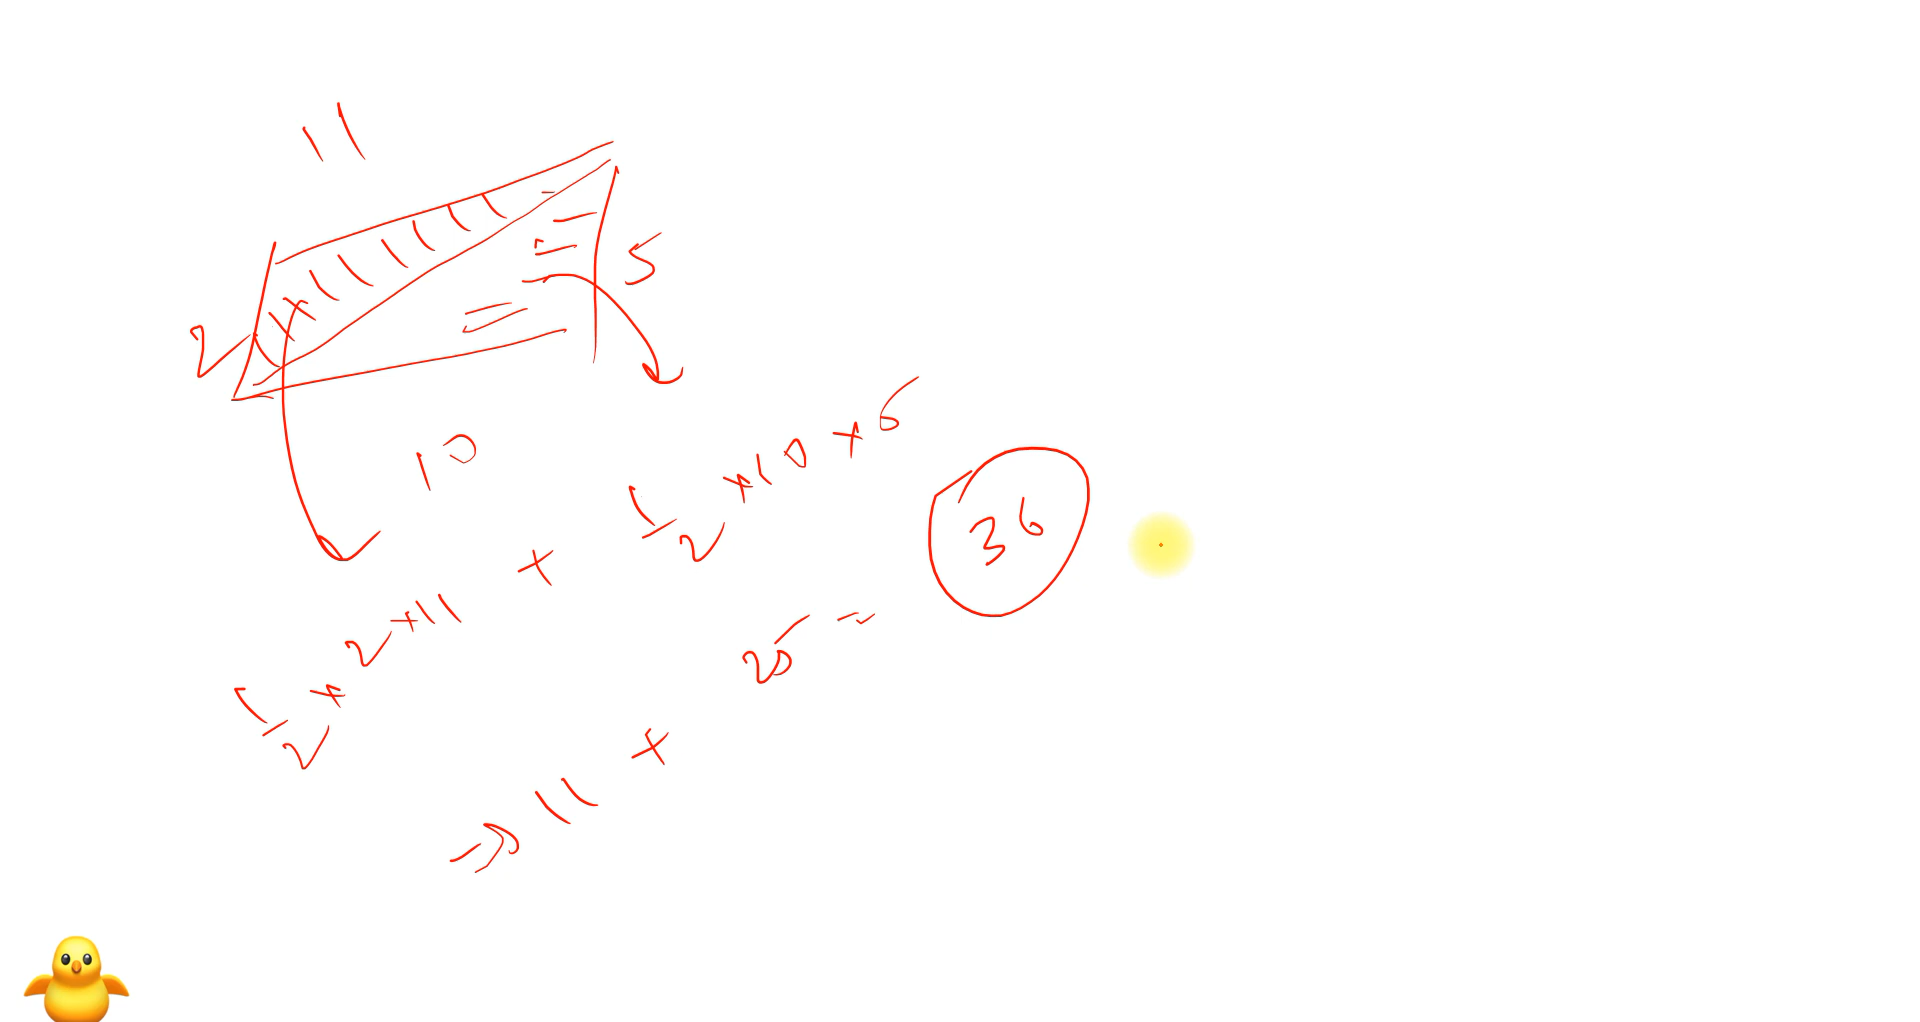 11
2
5
10
1/2 × 2 × 11 + 1/2 × 10 × 5
⇒ 11 + 25 = 36